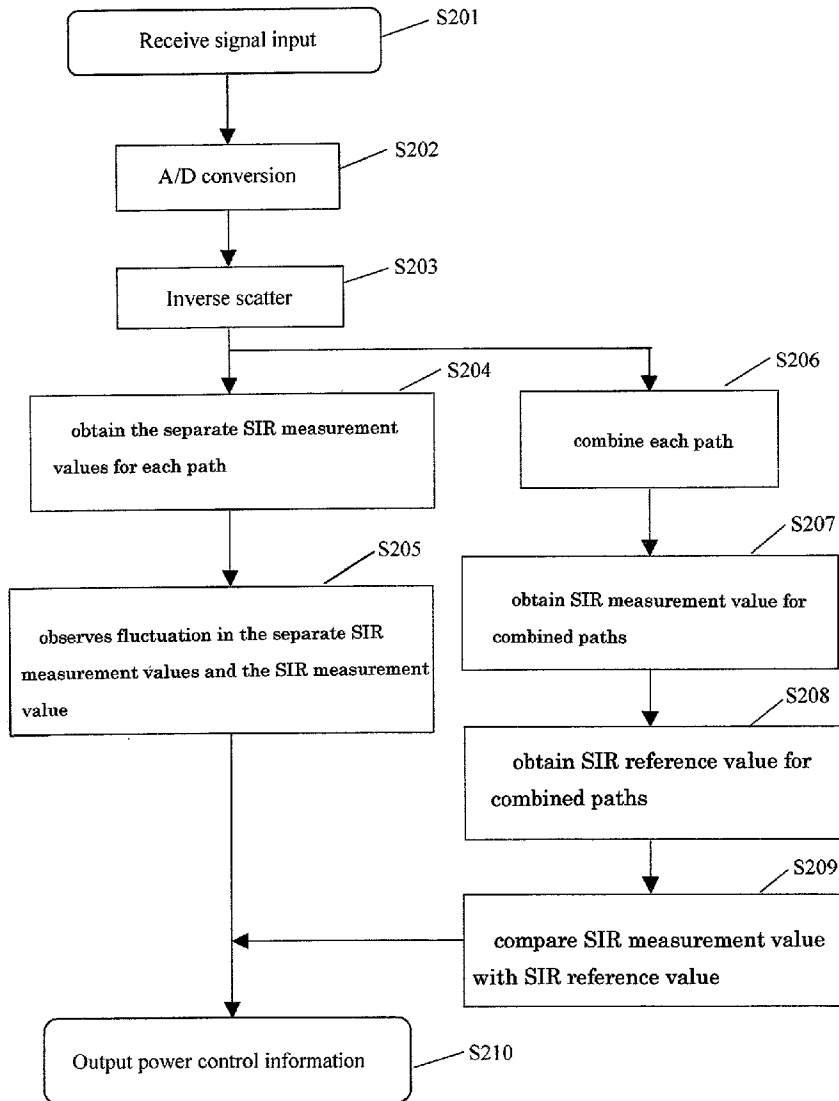 Receive signal input
S201
A/D conversion
S202
Inverse scatter
S203
S204
obtain the separate SIR measurement
values for each path
S206
combine each path
S205
observes fluctuation in the separate SIR
measurement values and the SIR measurement
value
S207
obtain SIR measurement value for
combined paths
S208
obtain SIR reference value for
combined paths
S209
compare SIR measurement value
with SIR reference value
Output power control information
S210